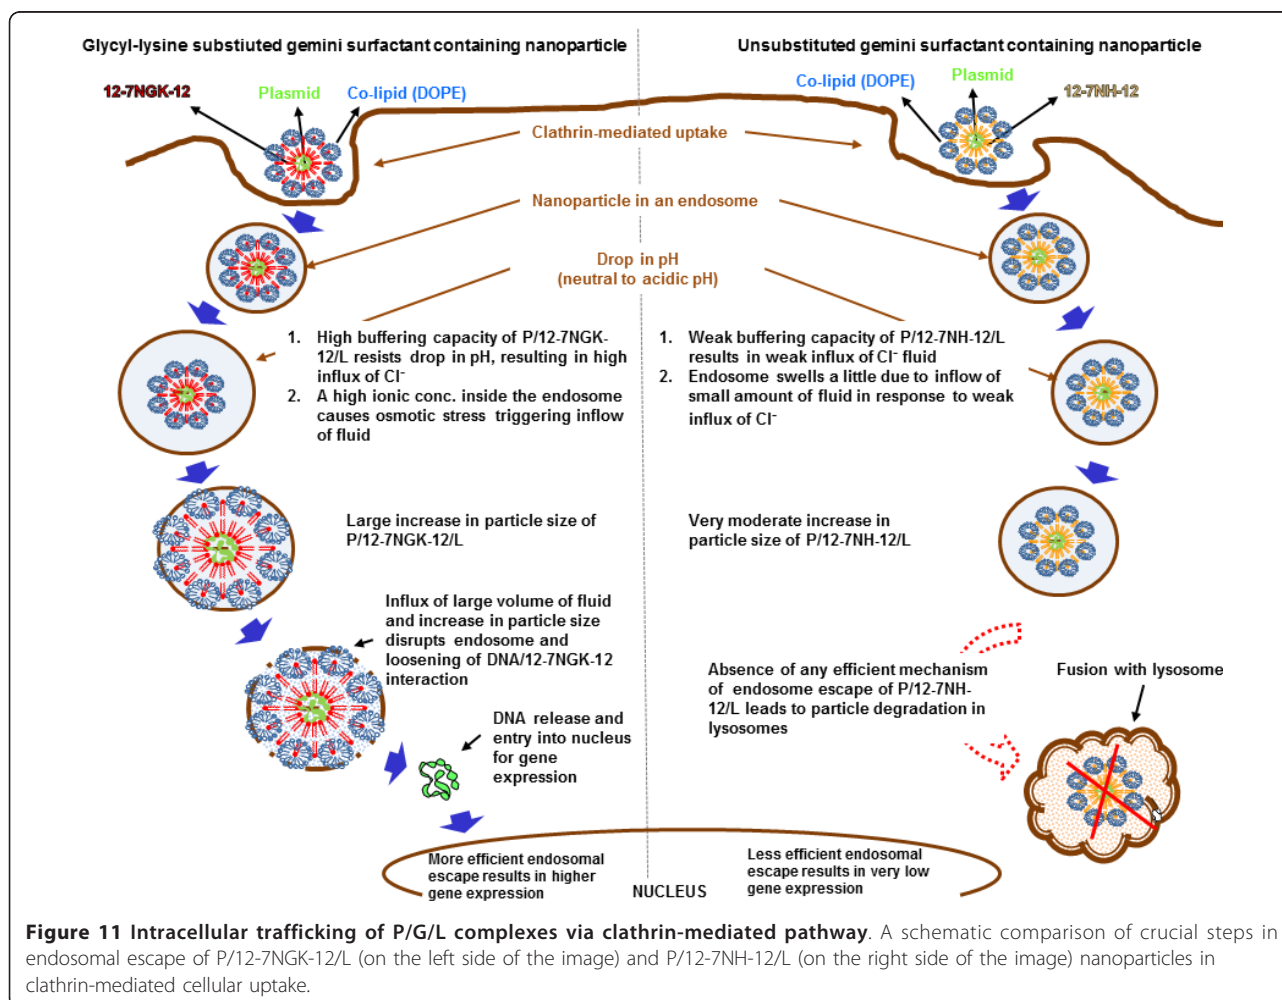 Glycyl-lysine substiuted gemini surfactant containing nanoparticle
Unsubstituted gemini surfactant containing nanoparticle
12-7NGK-12
Plasmid
Co-lipid (DOPE)
Co-lipid (DOPE)
Plasmid
12-7NH-12
Clathrin-mediated uptake
Nanoparticle in an endosome
Drop in pH
(neutral to acidic pH)
1. High buffering capacity of P/12-7NGK-
12/L resists drop in pH, resulting in high
influx of Cl⁻
2. A high ionic conc. inside the endosome
causes osmotic stress triggering inflow
of fluid
1. Weak buffering capacity of P/12-7NH-12/L
results in weak influx of Cl⁻ fluid
2. Endosome swells a little due to inflow of
small amount of fluid in response to weak
influx of Cl⁻
Large increase in particle size of
P/12-7NGK-12/L
Very moderate increase in
particle size of P/12-7NH-12/L
Influx of large volume of fluid
and increase in particle size
disrupts endosome and
loosening of DNA/12-7NGK-12
interaction
Absence of any efficient mechanism
of endosome escape of P/12-7NH-
12/L leads to particle degradation in
lysosomes
Fusion with lysosome
DNA release and
entry into nucleus
for gene
expression
More efficient endosomal
escape results in higher
gene expression)
NUCLEUS
Less efficient endosomal
escape results in very low
gene expression)
Figure 11 Intracellular trafficking of P/G/L complexes via clathrin-mediated pathway. A schematic comparison of crucial steps in
endosomal escape of P/12-7NGK-12/L (on the left side of the image) and P/12-7NH-12/L (on the right side of the image) nanoparticles in
clathrin-mediated cellular uptake.